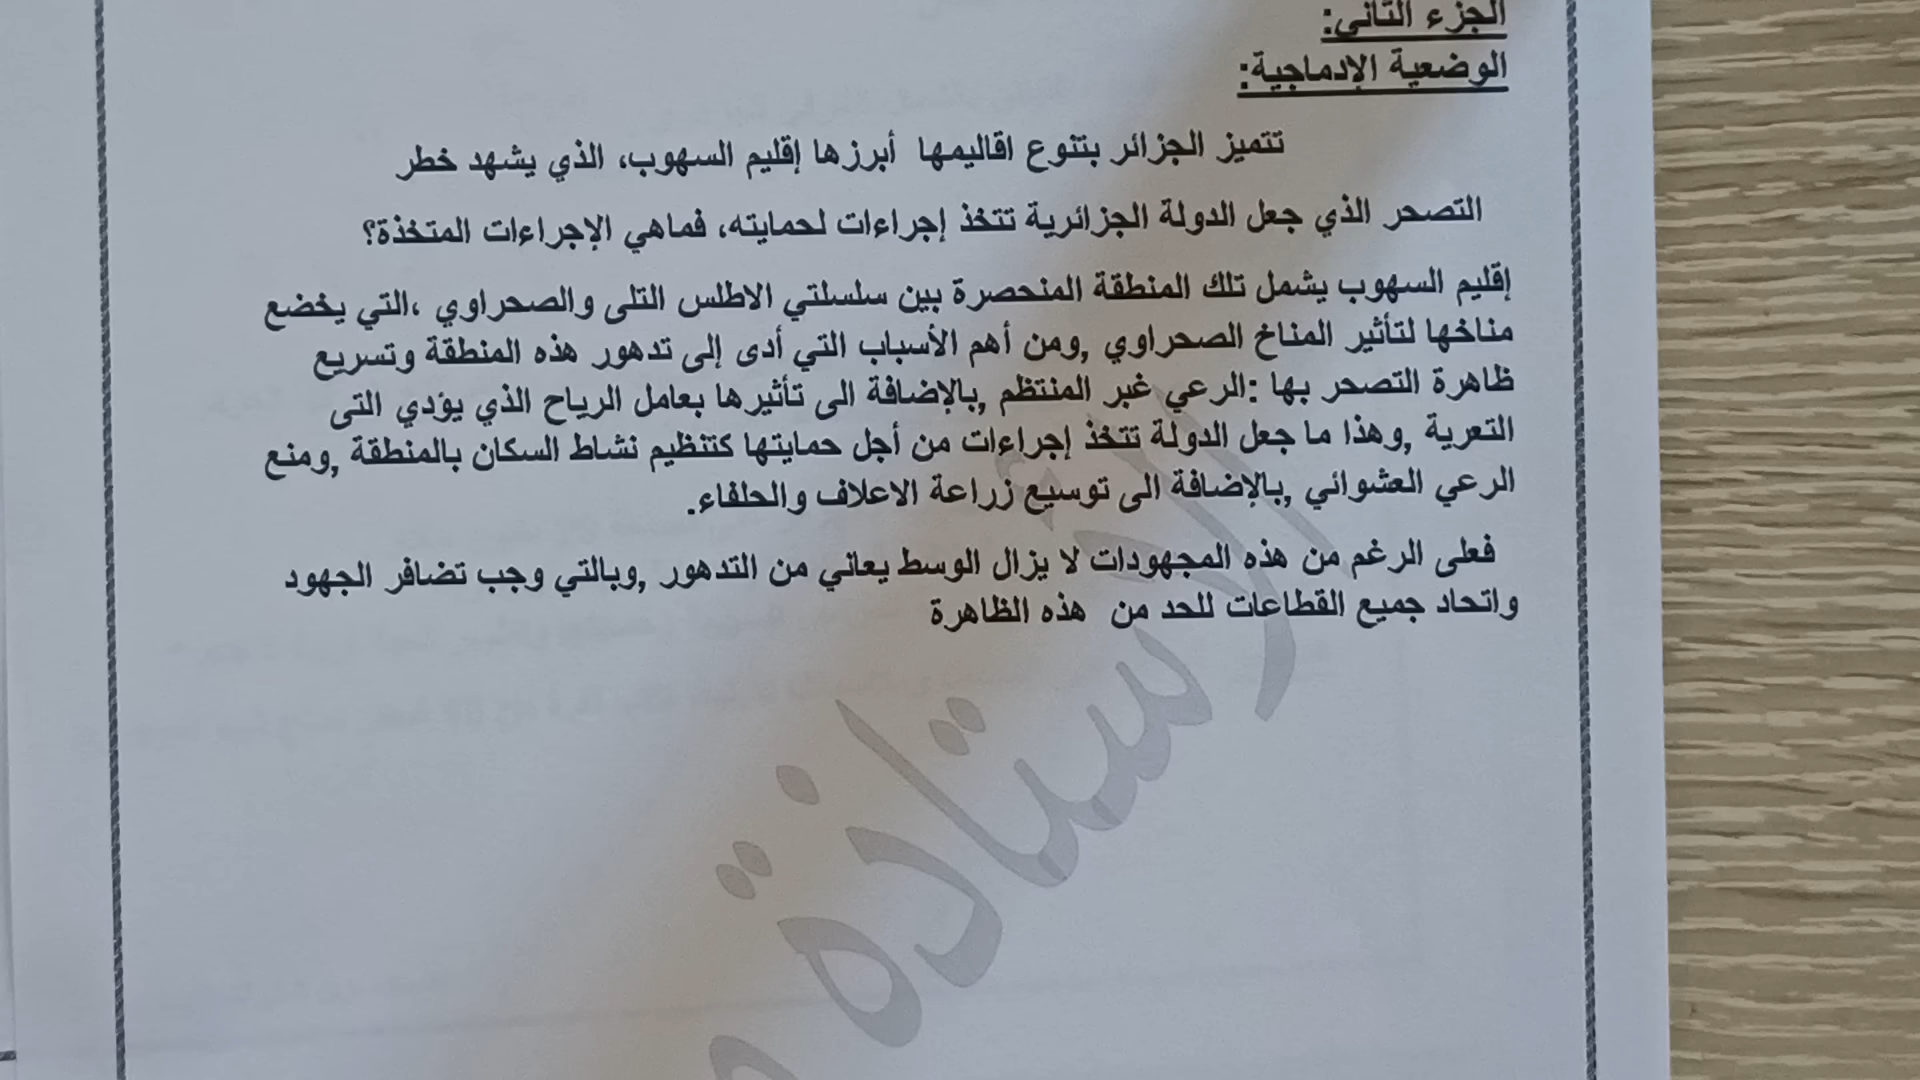 الجزء الثاني:
الوضعية الإدماجية:
تتميز الجزائر بتنوع اقاليمها أبرزها إقليم السهوب، الذي يشهد خطر
التصحر الذي جعل الدولة الجزائرية تتخذ إجراءات لحمايته، فماهي الإجراءات المتخذة؟
إقليم السهوب يشمل تلك المنطقة المنحصرة بين سلسلتي الاطلس التلى والصحراوي ،التي يخضع
مناخها لتأثير المناخ الصحراوي ,ومن أهم الأسباب التي أدى إلى تدهور هذه المنطقة وتسريع
ظاهرة التصحر بها :الرعي غبر المنتظم ,بالإضافة الى تأثيرها بعامل الرياح الذي يؤدي التى
التعرية ,وهذا ما جعل الدولة تتخذ إجراءات من أجل حمايتها كتنظيم نشاط السكان بالمنطقة ,ومنع
الرعي العشوائي ,بالإضافة الى توسيع زراعة الاعلاف والحلفاء.
فعلى الرغم من هذه المجهودات لا يزال الوسط يعاني من التدهور ,وبالتي وجب تضافر الجهود
واتحاد جميع القطاعات للحد من هذه الظاهرة
الأستاذة